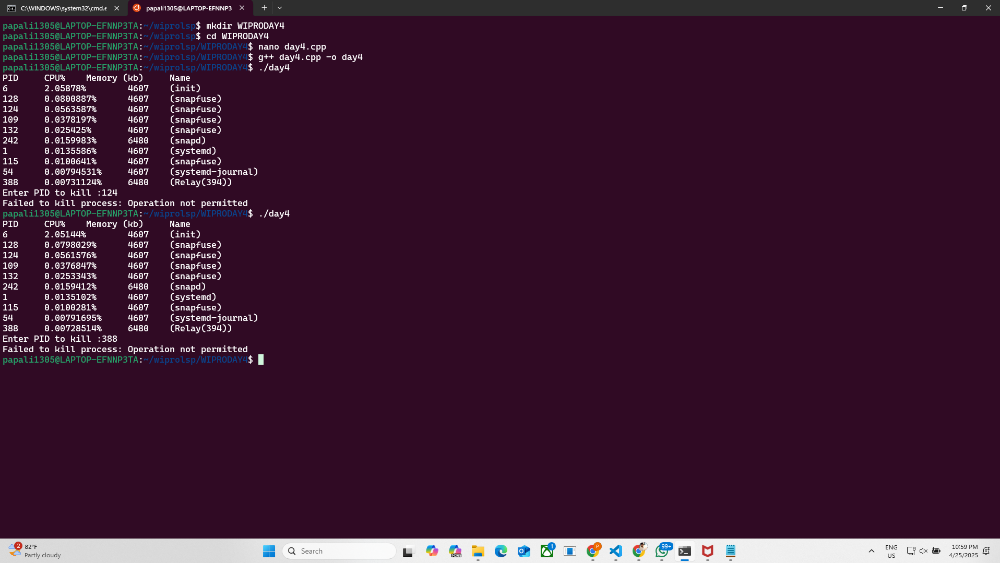 C:\WINDOWS\system32\cmd.e
papali1305@LAPTOP-EFNNP3
papali1305@LAPTOP-EFNNP3TA:~/wiprolsp$ mkdir WIPRODAY4
papali1305@LAPTOP-EFNNP3TA:~/wiprolsp$ cd WIPRODAY4
papali1305@LAPTOP-EFNNP3TA:~/wiprolsp/WIPRODAY4$ nano day4.cpp
papali1305@LAPTOP-EFNNP3TA:~/wiprolsp/WIPRODAY4$ g++ day4.cpp -o day4
papali1305@LAPTOP-EFNNP3TA:~/wiprolsp/WIPRODAY4$ ./day4
PID     CPU%    Memory (kb)     Name
6       2.05878%        4607    (init)
128     0.0800887%      4607    (snapfuse)
124     0.0563587%      4607    (snapfuse)
109     0.0378197%      4607    (snapfuse)
132     0.025425%       4607    (snapfuse)
242     0.0159983%      6480    (snapd)
1       0.0135586%      4607    (systemd)
115     0.0100641%      4607    (snapfuse)
54      0.00794531%     4607    (systemd-journal)
388     0.00731124%     6480    (Relay(394))
Enter PID to kill :124
Failed to kill process: Operation not permitted
papali1305@LAPTOP-EFNNP3TA:~/wiprolsp/WIPRODAY4$ ./day4
PID     CPU%    Memory (kb)     Name
6       2.05144%        4607    (init)
128     0.0798029%      4607    (snapfuse)
124     0.0561576%      4607    (snapfuse)
109     0.0376847%      4607    (snapfuse)
132     0.0253343%      4607    (snapfuse)
242     0.0159412%      6480    (snapd)
1       0.0135102%      4607    (systemd)
115     0.0100281%      4607    (snapfuse)
54      0.00791695%     4607    (systemd-journal)
388     0.00728514%     6480    (Relay(394))
Enter PID to kill :388
Failed to kill process: Operation not permitted
papali1305@LAPTOP-EFNNP3TA:~/wiprolsp/WIPRODAY4$
2
82°F
Partly cloudy
Search
M365
1
P
99+
ENG
US
10:59 PM
4/25/2025